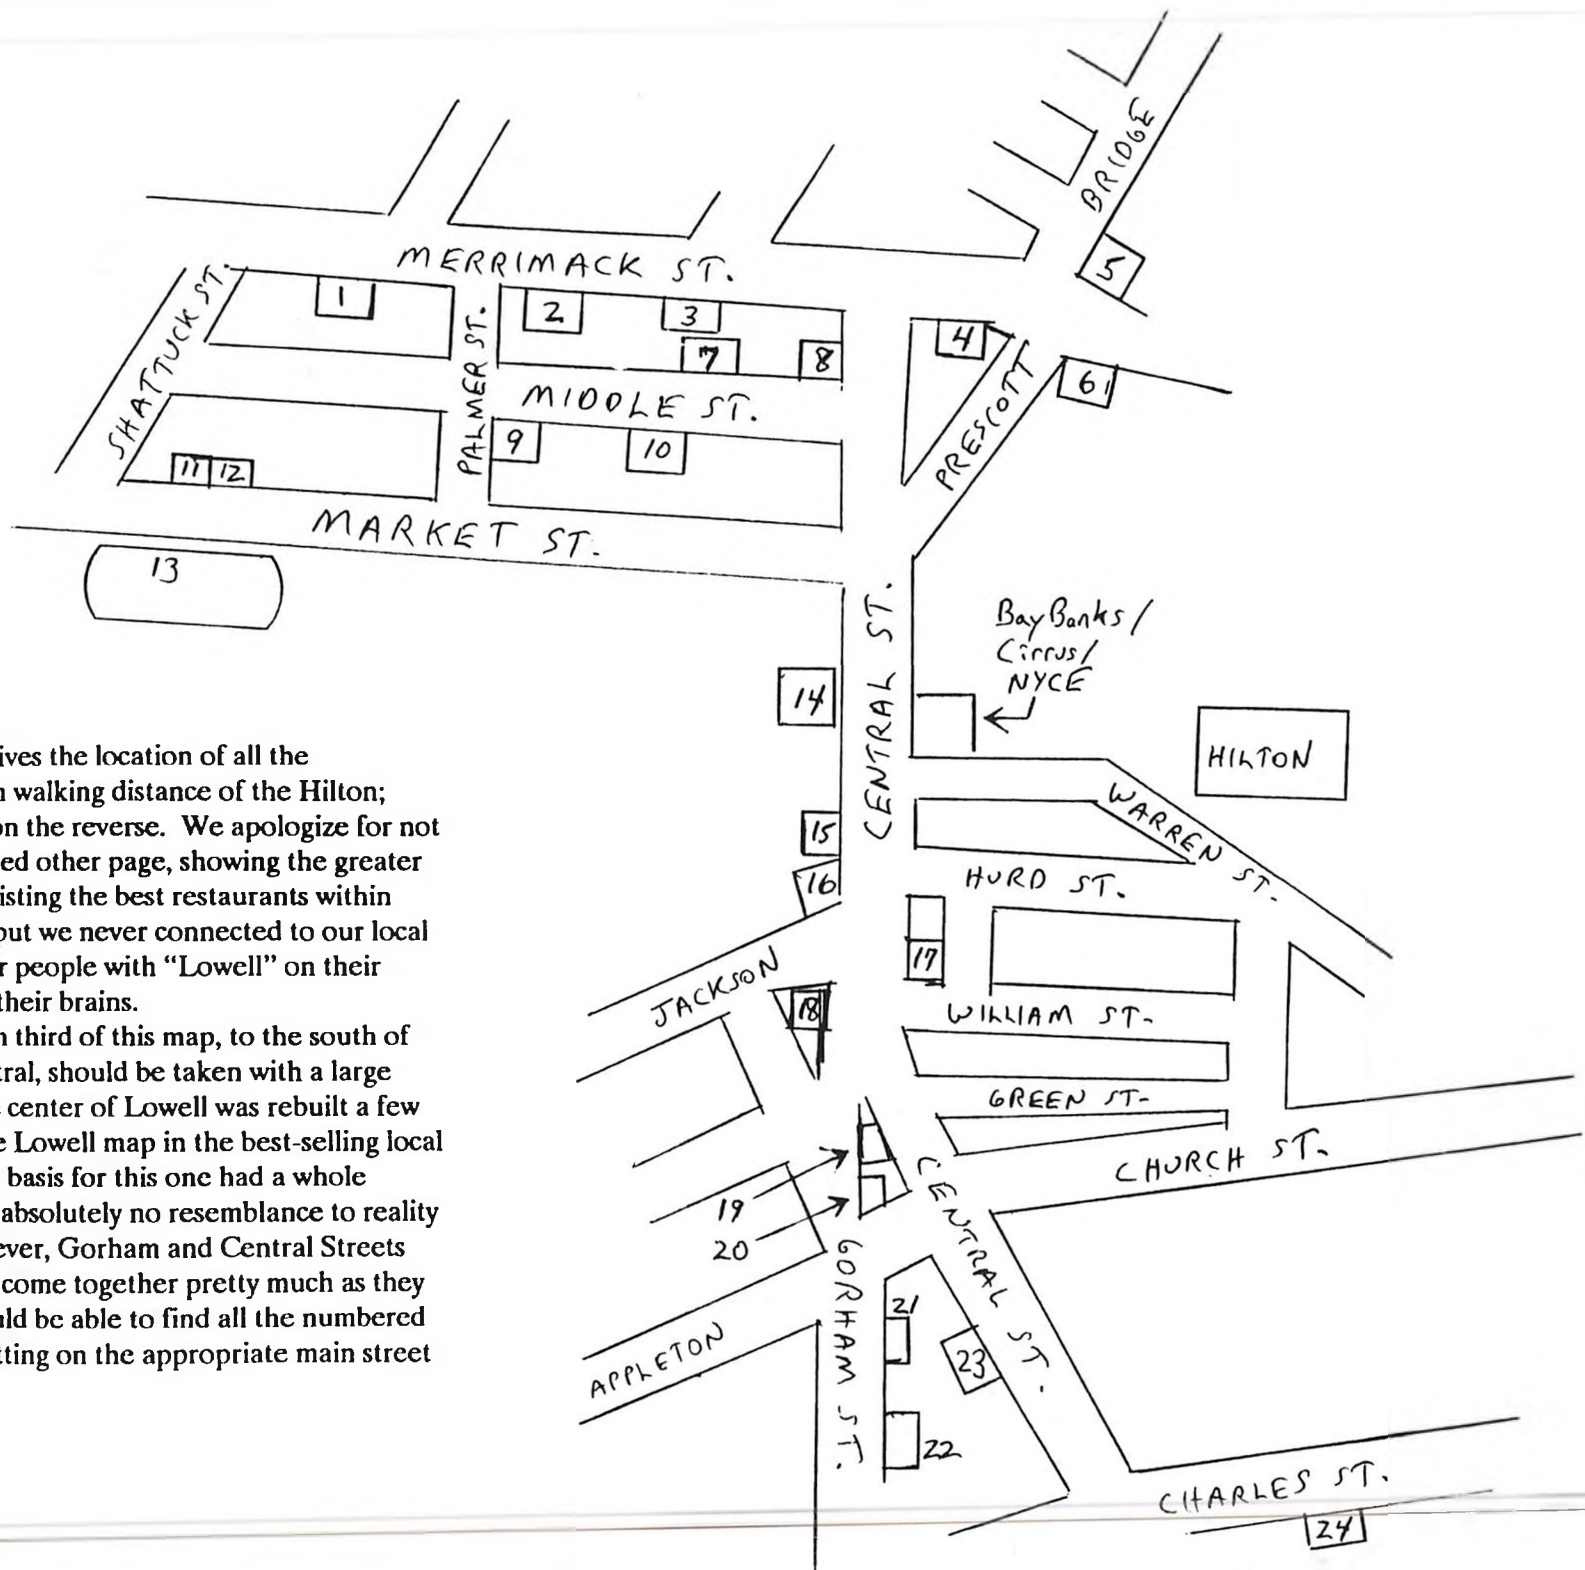 BRIDGE
MERRIMACK ST.
SHATTUCK ST.
1
PALMER ST.
2
3
7
8
4
5
6
PRESCOTT
MIDDLE ST.
9
10
11
12
MARKET ST.
13
CENTRAL ST.
BayBanks/
Cirrus/
NYCE
14
HILTON
WARREN ST.
15
16
HURD ST.
17
JACKSON
18
WILLIAM ST-
GREEN ST-
CHURCH ST.
19
20
CENTRAL ST.
GORHAM ST.
21
22
23
APPLETON
CHARLES ST.
24
ives the location of all the
walking distance of the Hilton;
on the reverse. We apologize for not
ed other page, showing the greater
isting the best restaurants within
but we never connected to our local
r people with “Lowell” on their
their brains.
third of this map, to the south of
tral, should be taken with a large
center of Lowell was rebuilt a few
e Lowell map in the best-selling local
basis for this one had a whole
absolutely no resemblance to reality
ever, Gorham and Central Streets
come together pretty much as they
uld be able to find all the numbered
tting on the appropriate main street